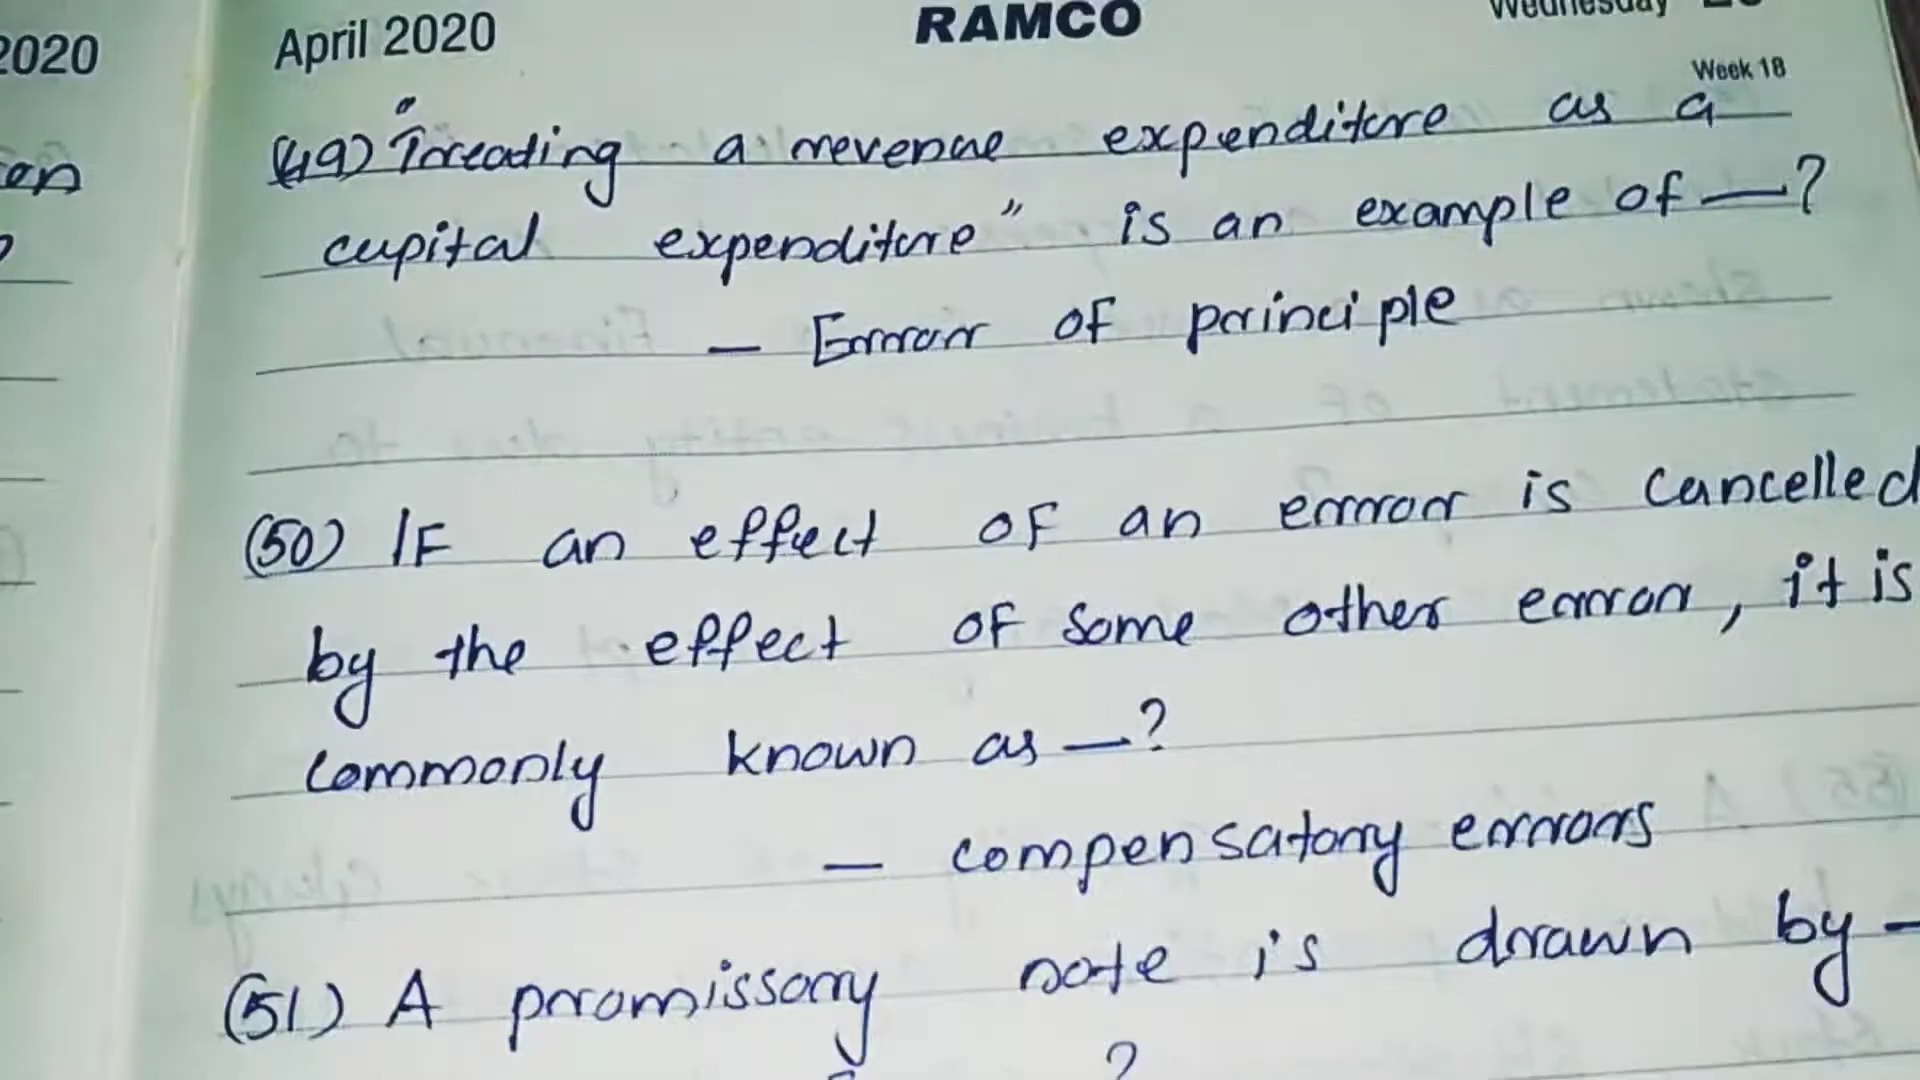 2020
April 2020
RAMCO
Wednesday
Week 18
(49) "Treating a revenue expenditure as a
capital expenditure" is an example of —?
— Error of principle
(50) IF an effect OF an error is cancelled
by the effect OF some other error, it is
commonly known as —?
— compensatory errors
(51) A promissory note is drawn by —
?